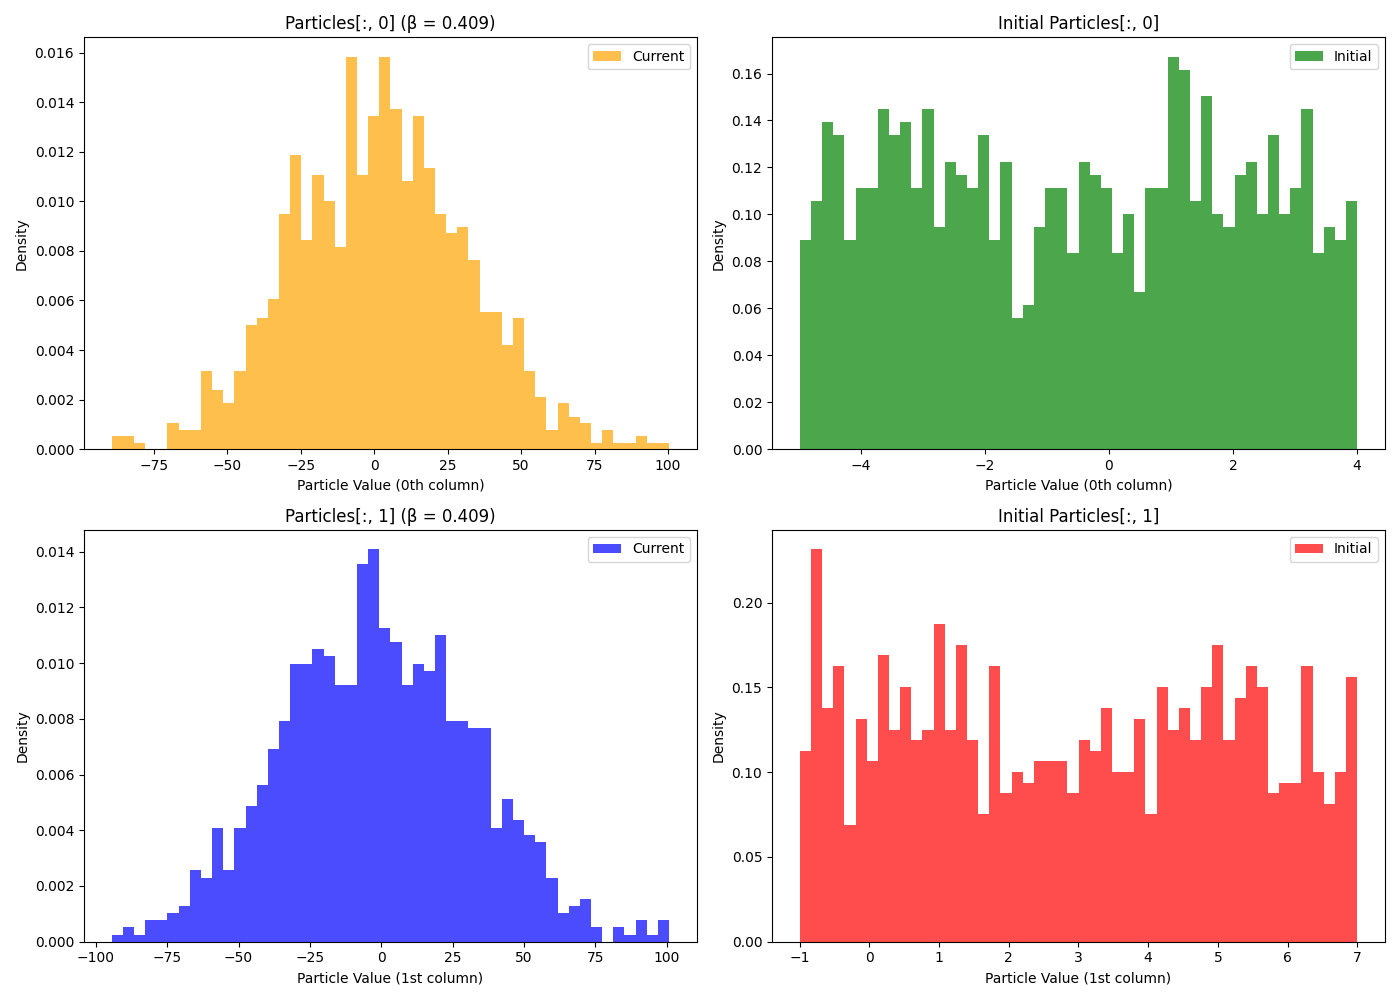 Particles[:, 0] (β = 0.409)
Current
Density
0.016
0.014
0.012
0.010
0.008
0.006
0.004
0.002
0.000
−75 −50 −25 0 25 50 75 100
Particle Value (0th column)
Initial Particles[:, 0]
Initial
Density
0.16
0.14
0.12
0.10
0.08
0.06
0.04
0.02
0.00
−4 −2 0 2 4
Particle Value (0th column)
Particles[:, 1] (β = 0.409)
Current
Density
0.014
0.012
0.010
0.008
0.006
0.004
0.002
0.000
−100 −75 −50 −25 0 25 50 75 100
Particle Value (1st column)
Initial Particles[:, 1]
Initial
Density
0.20
0.15
0.10
0.05
0.00
−1 0 1 2 3 4 5 6 7
Particle Value (1st column)